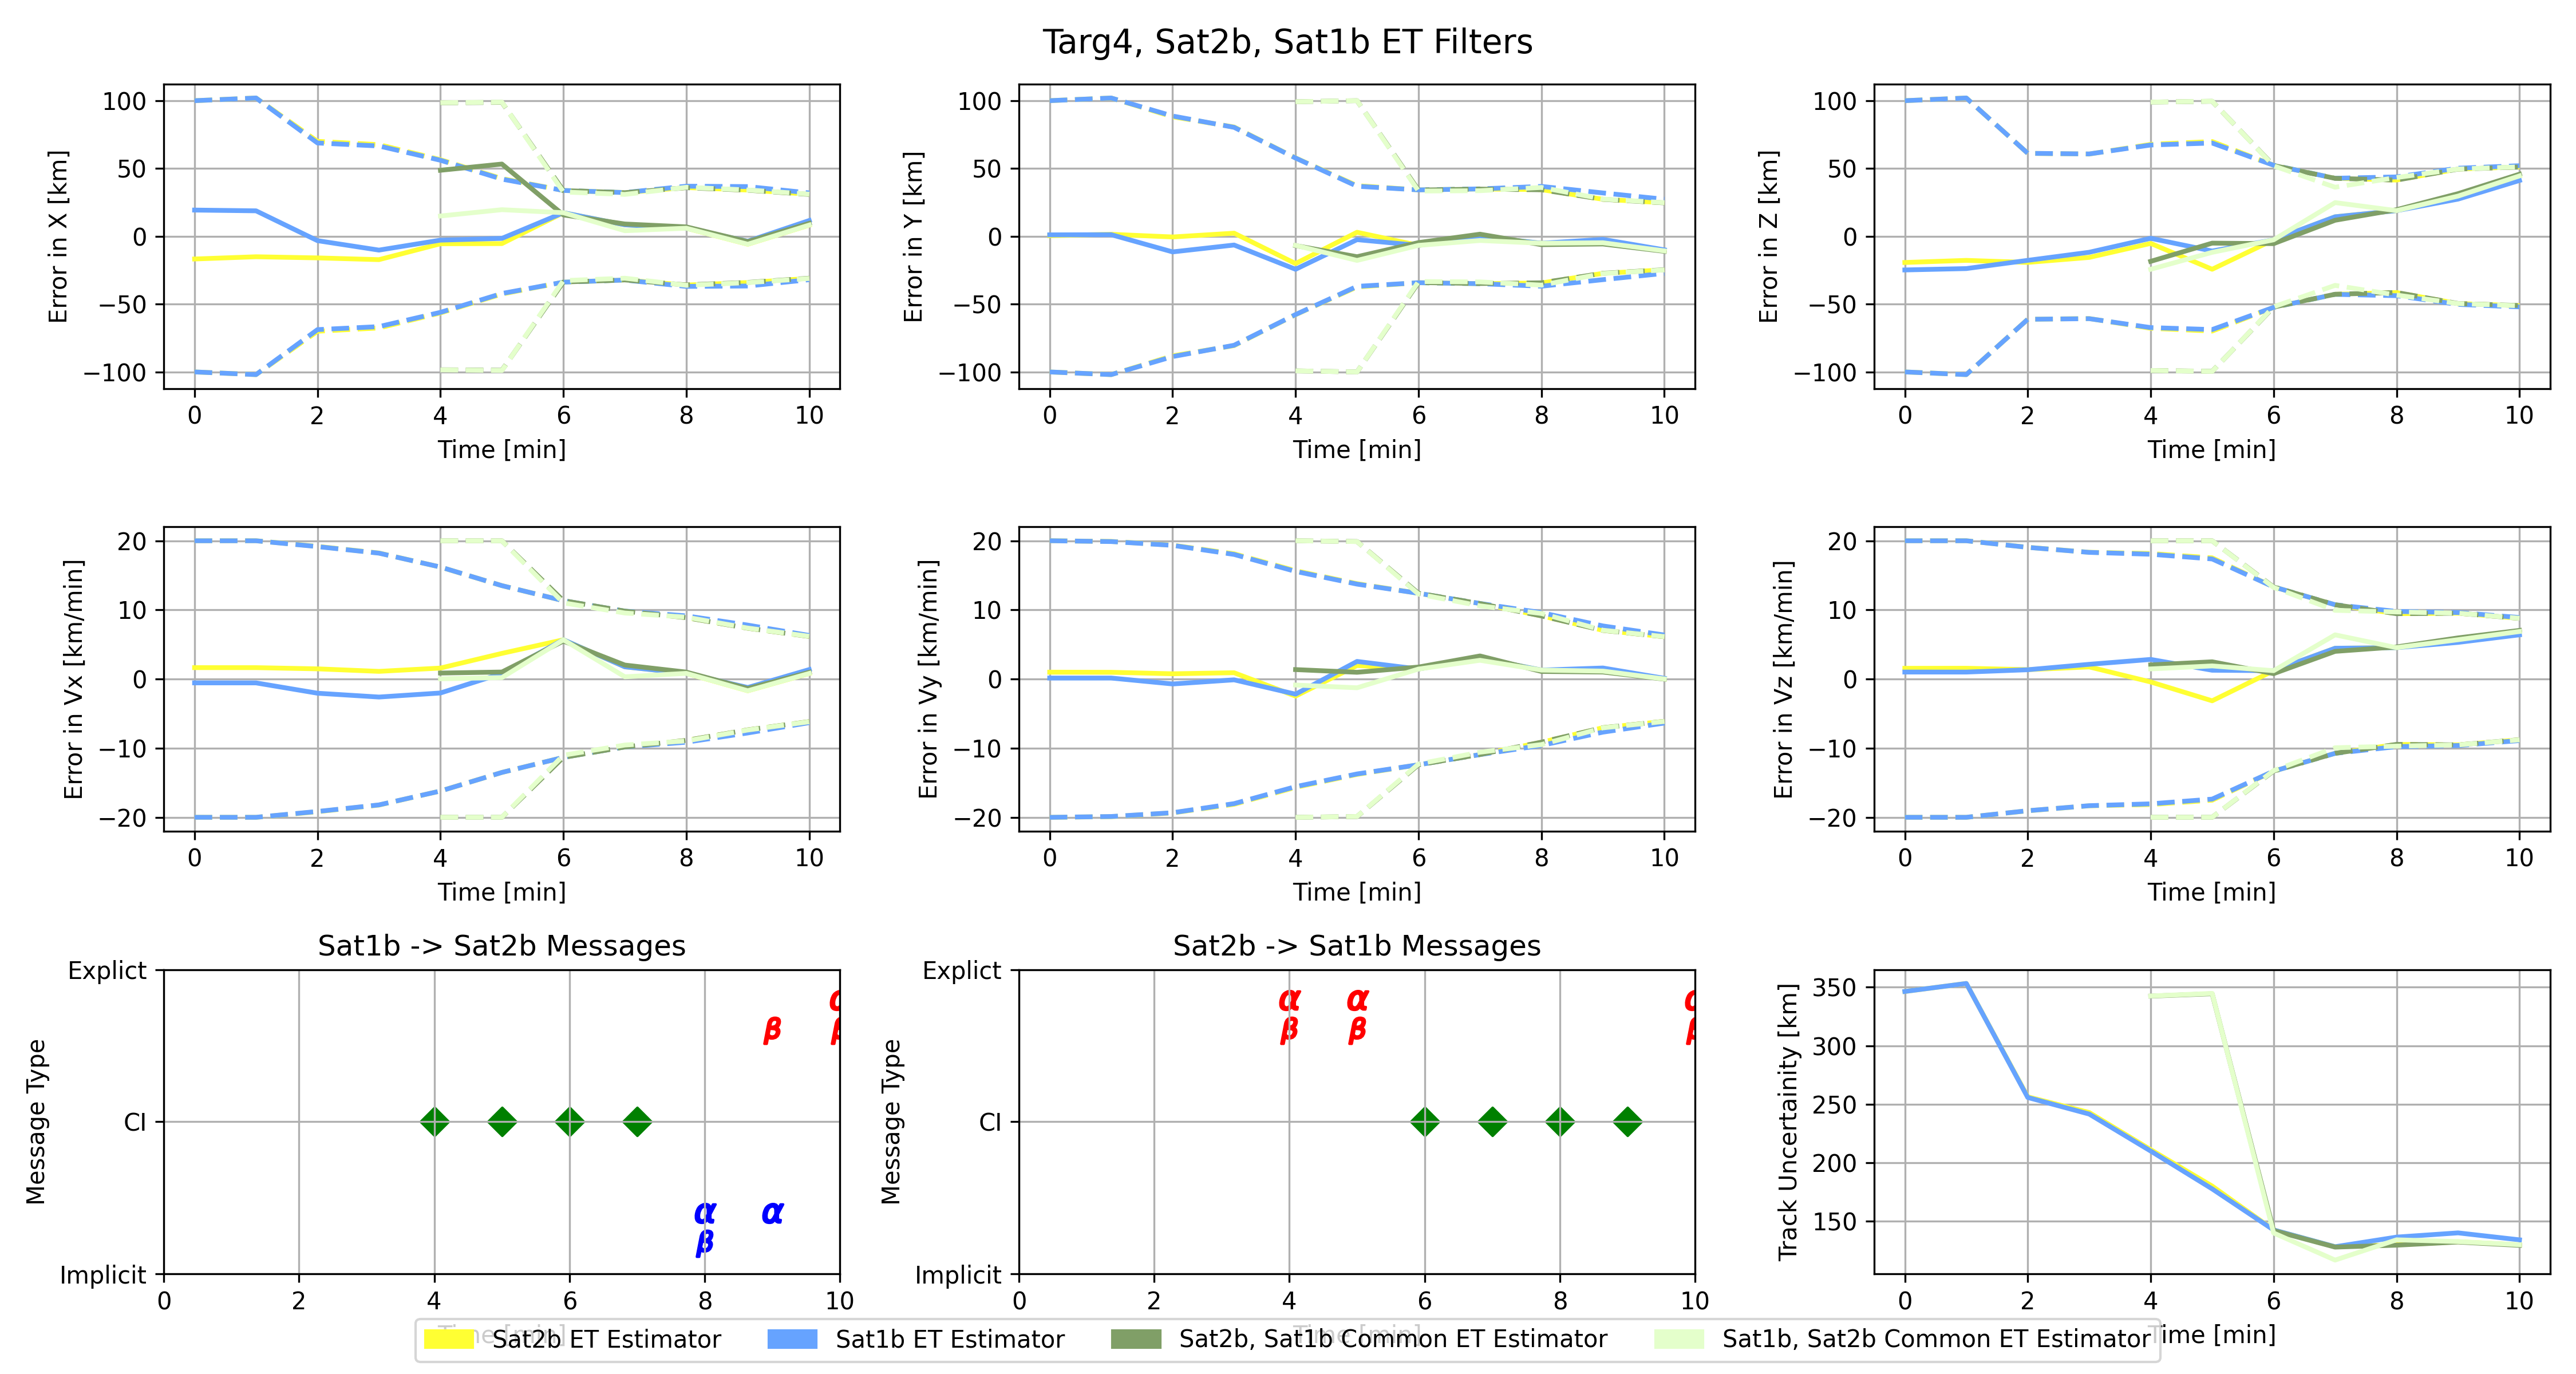 Targ4, Sat2b, Sat1b ET Filters
100
50
0
−50
−100
Error in X [km]
0 2 4 6 8 10
Time [min]
100
50
0
−50
−100
Error in Y [km]
0 2 4 6 8 10
Time [min]
100
50
0
−50
−100
Error in Z [km]
0 2 4 6 8 10
Time [min]
20
10
0
−10
−20
Error in Vx [km/min]
0 2 4 6 8 10
Time [min]
20
10
0
−10
−20
Error in Vy [km/min]
0 2 4 6 8 10
Time [min]
20
10
0
−10
−20
Error in Vz [km/min]
0 2 4 6 8 10
Time [min]
Sat1b -> Sat2b Messages
Explict
CI
Implicit
Message Type
α
β
β
β
α α
β
0 2 4 6 8 10
Time [min]
Sat2b -> Sat1b Messages
Explict
CI
Implicit
Message Type
α α α
β β β
0 2 4 6 8 10
Time [min]
350
300
250
200
150
Track Uncertainity [km]
0 2 4 6 8 10
Time [min]
Sat2b ET Estimator
Sat1b ET Estimator
Sat2b, Sat1b Common ET Estimator
Sat1b, Sat2b Common ET Estimator